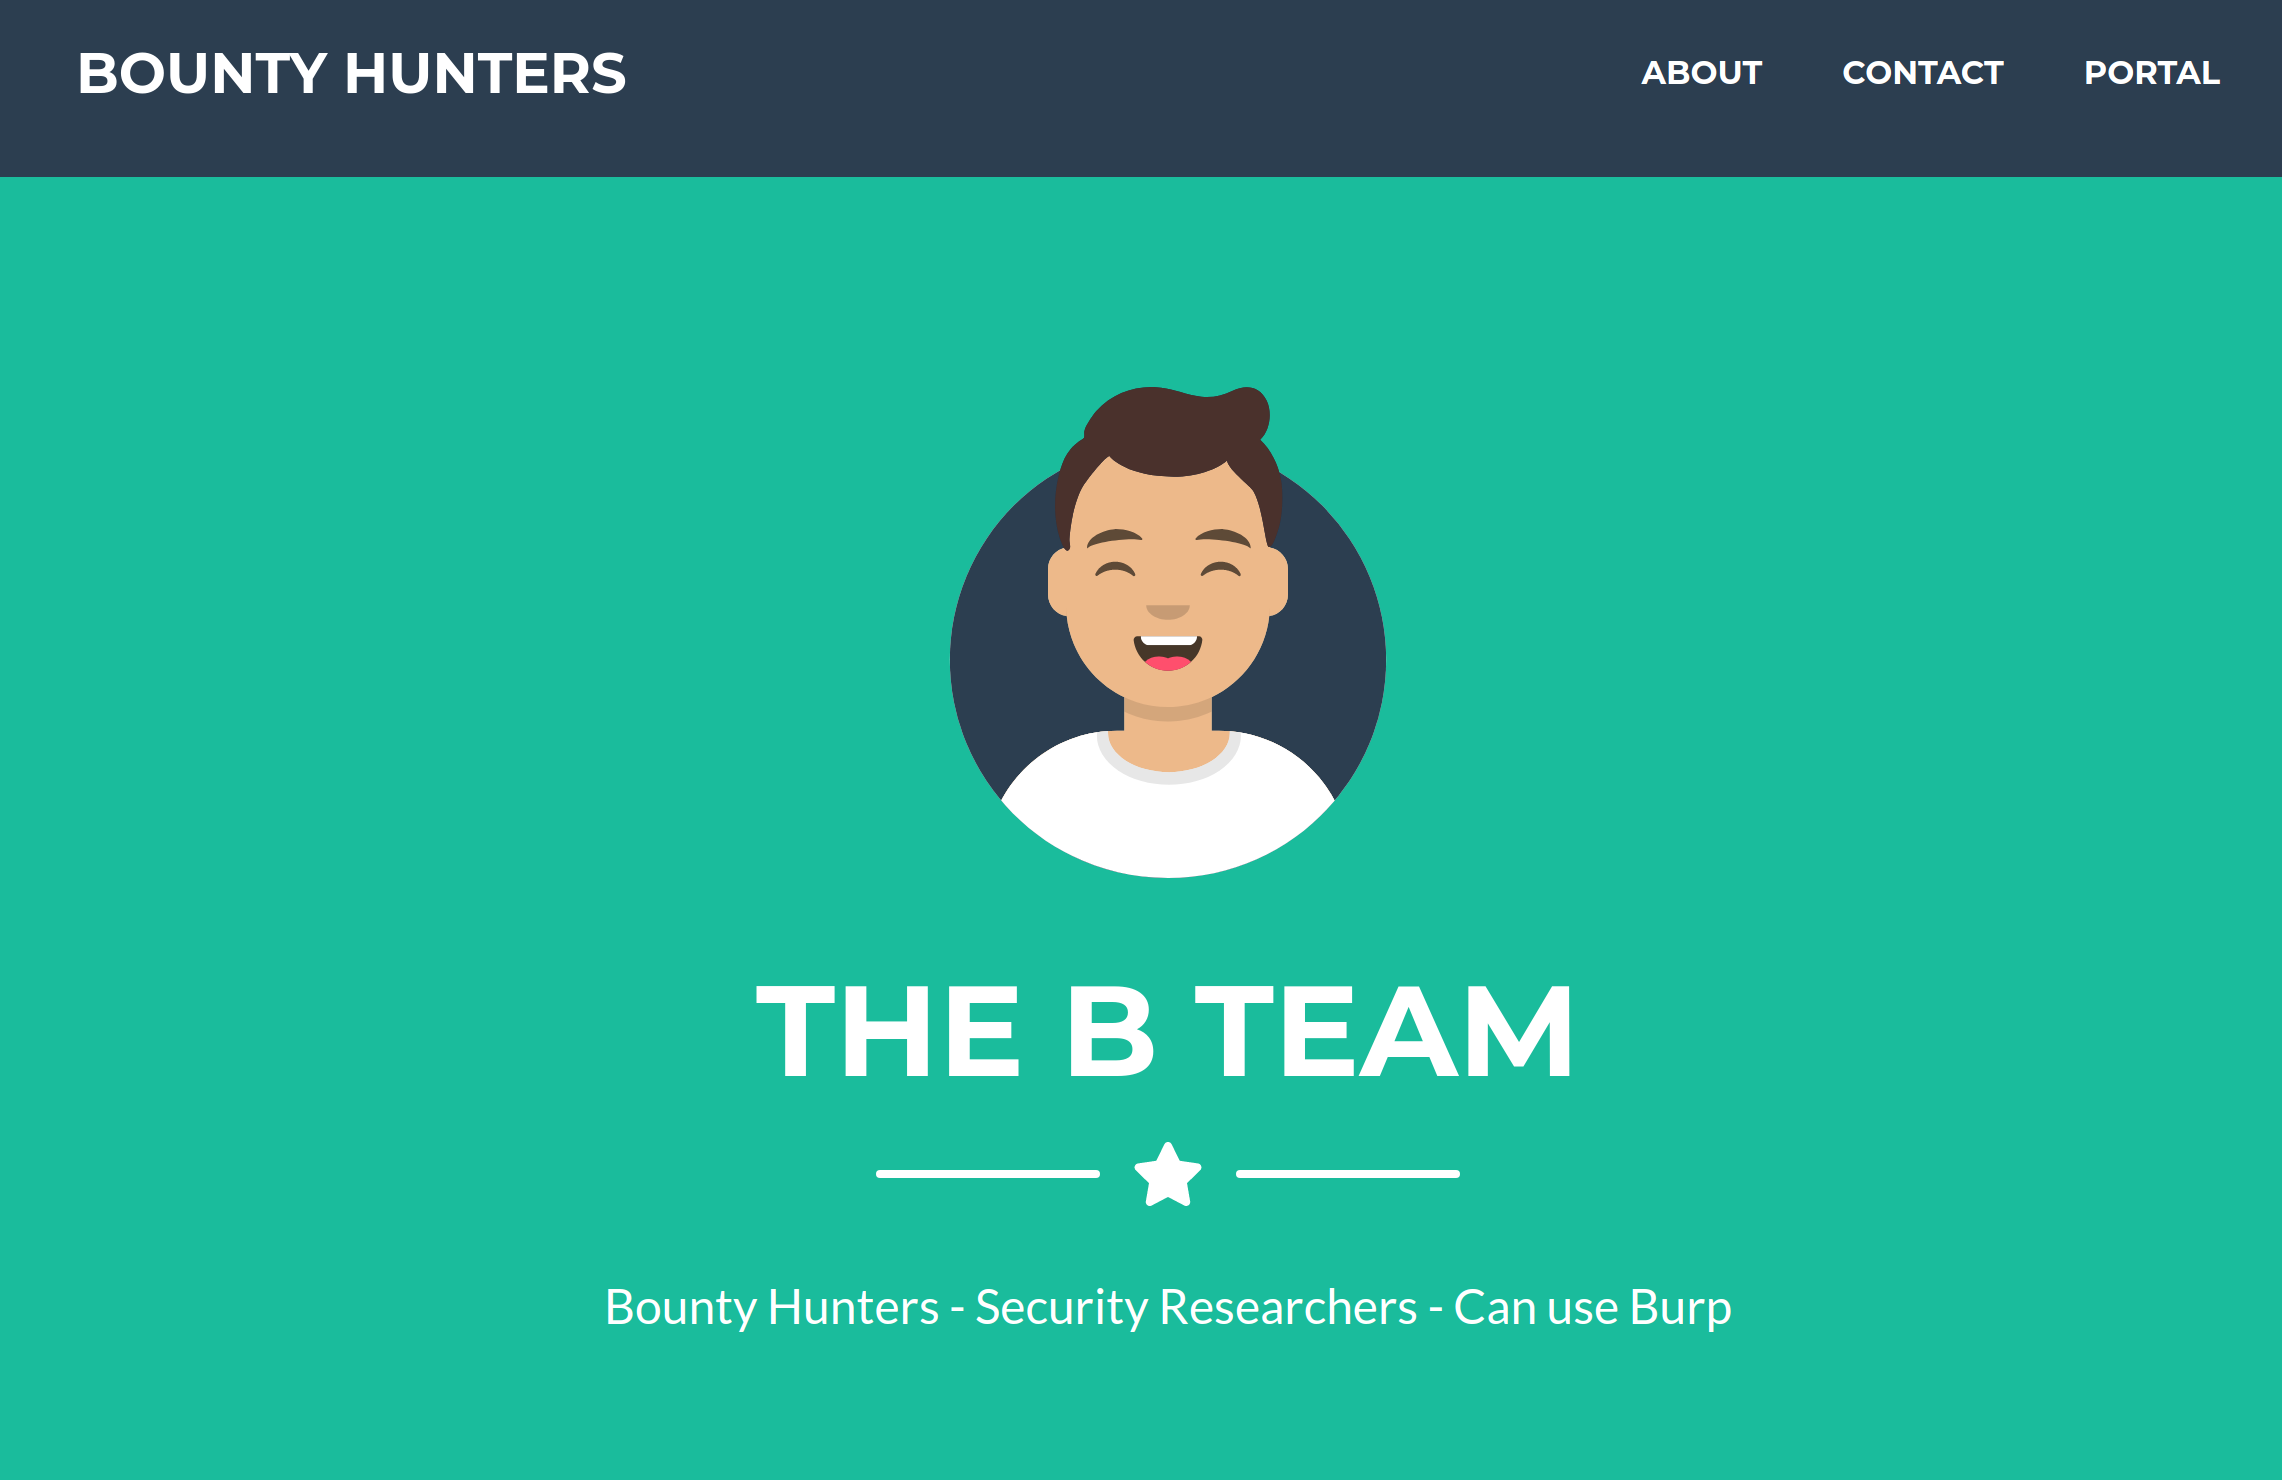 BOUNTY HUNTERS
ABOUT CONTACT PORTAL
THE B TEAM
Bounty Hunters - Security Researchers - Can use Burp